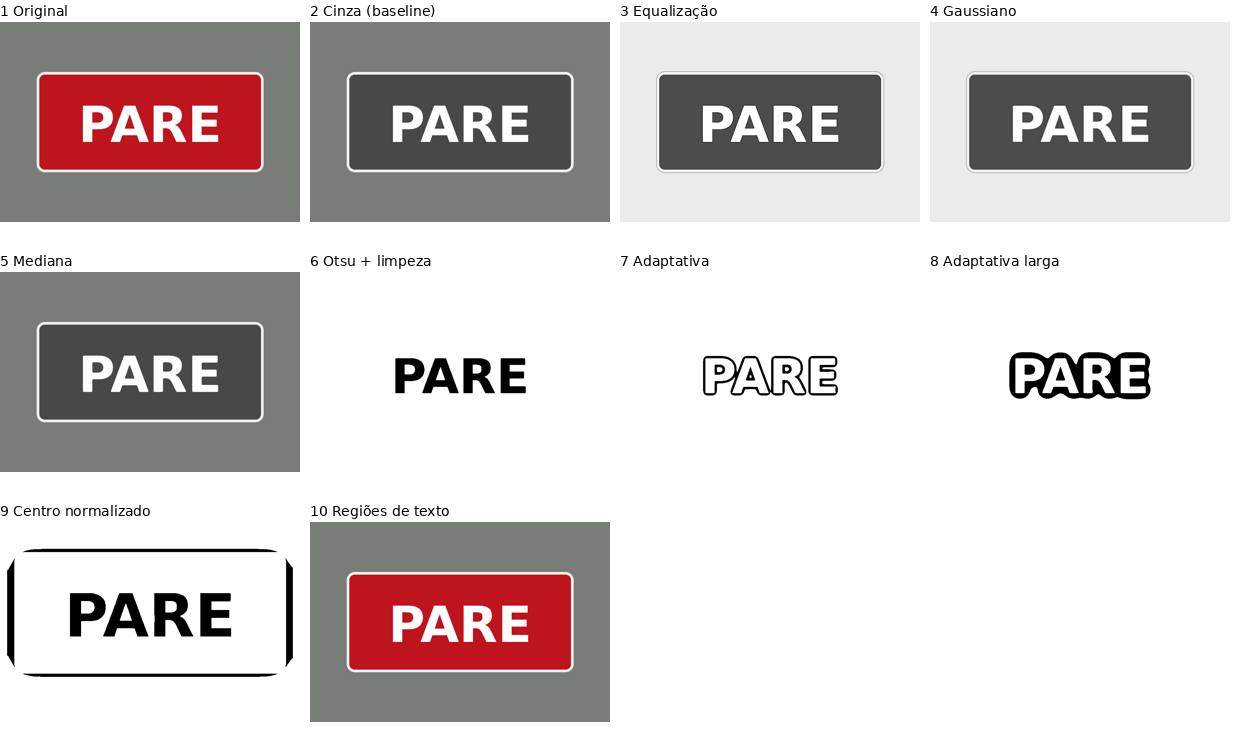 1 Original
2 Cinza (baseline)
3 Equalização
4 Gaussiano
PARE
PARE
PARE
PARE
5 Mediana
6 Otsu + limpeza
7 Adaptativa
8 Adaptativa larga
PARE
PARE
PARE
PARE
9 Centro normalizado
10 Regiões de texto
PARE
PARE